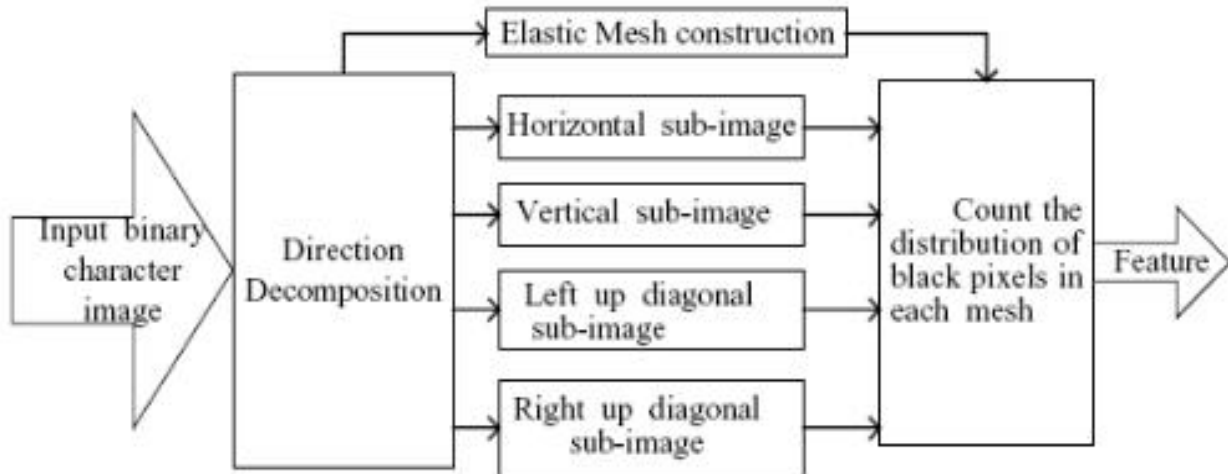 Elastic Mesh construction
Input binary
character
image
Direction
Decomposition
Horizontal sub-image
Vertical sub-image
Left up diagonal
sub-image
Right up diagonal
sub-image
Count the
distribution of
black pixels in
each mesh
Feature